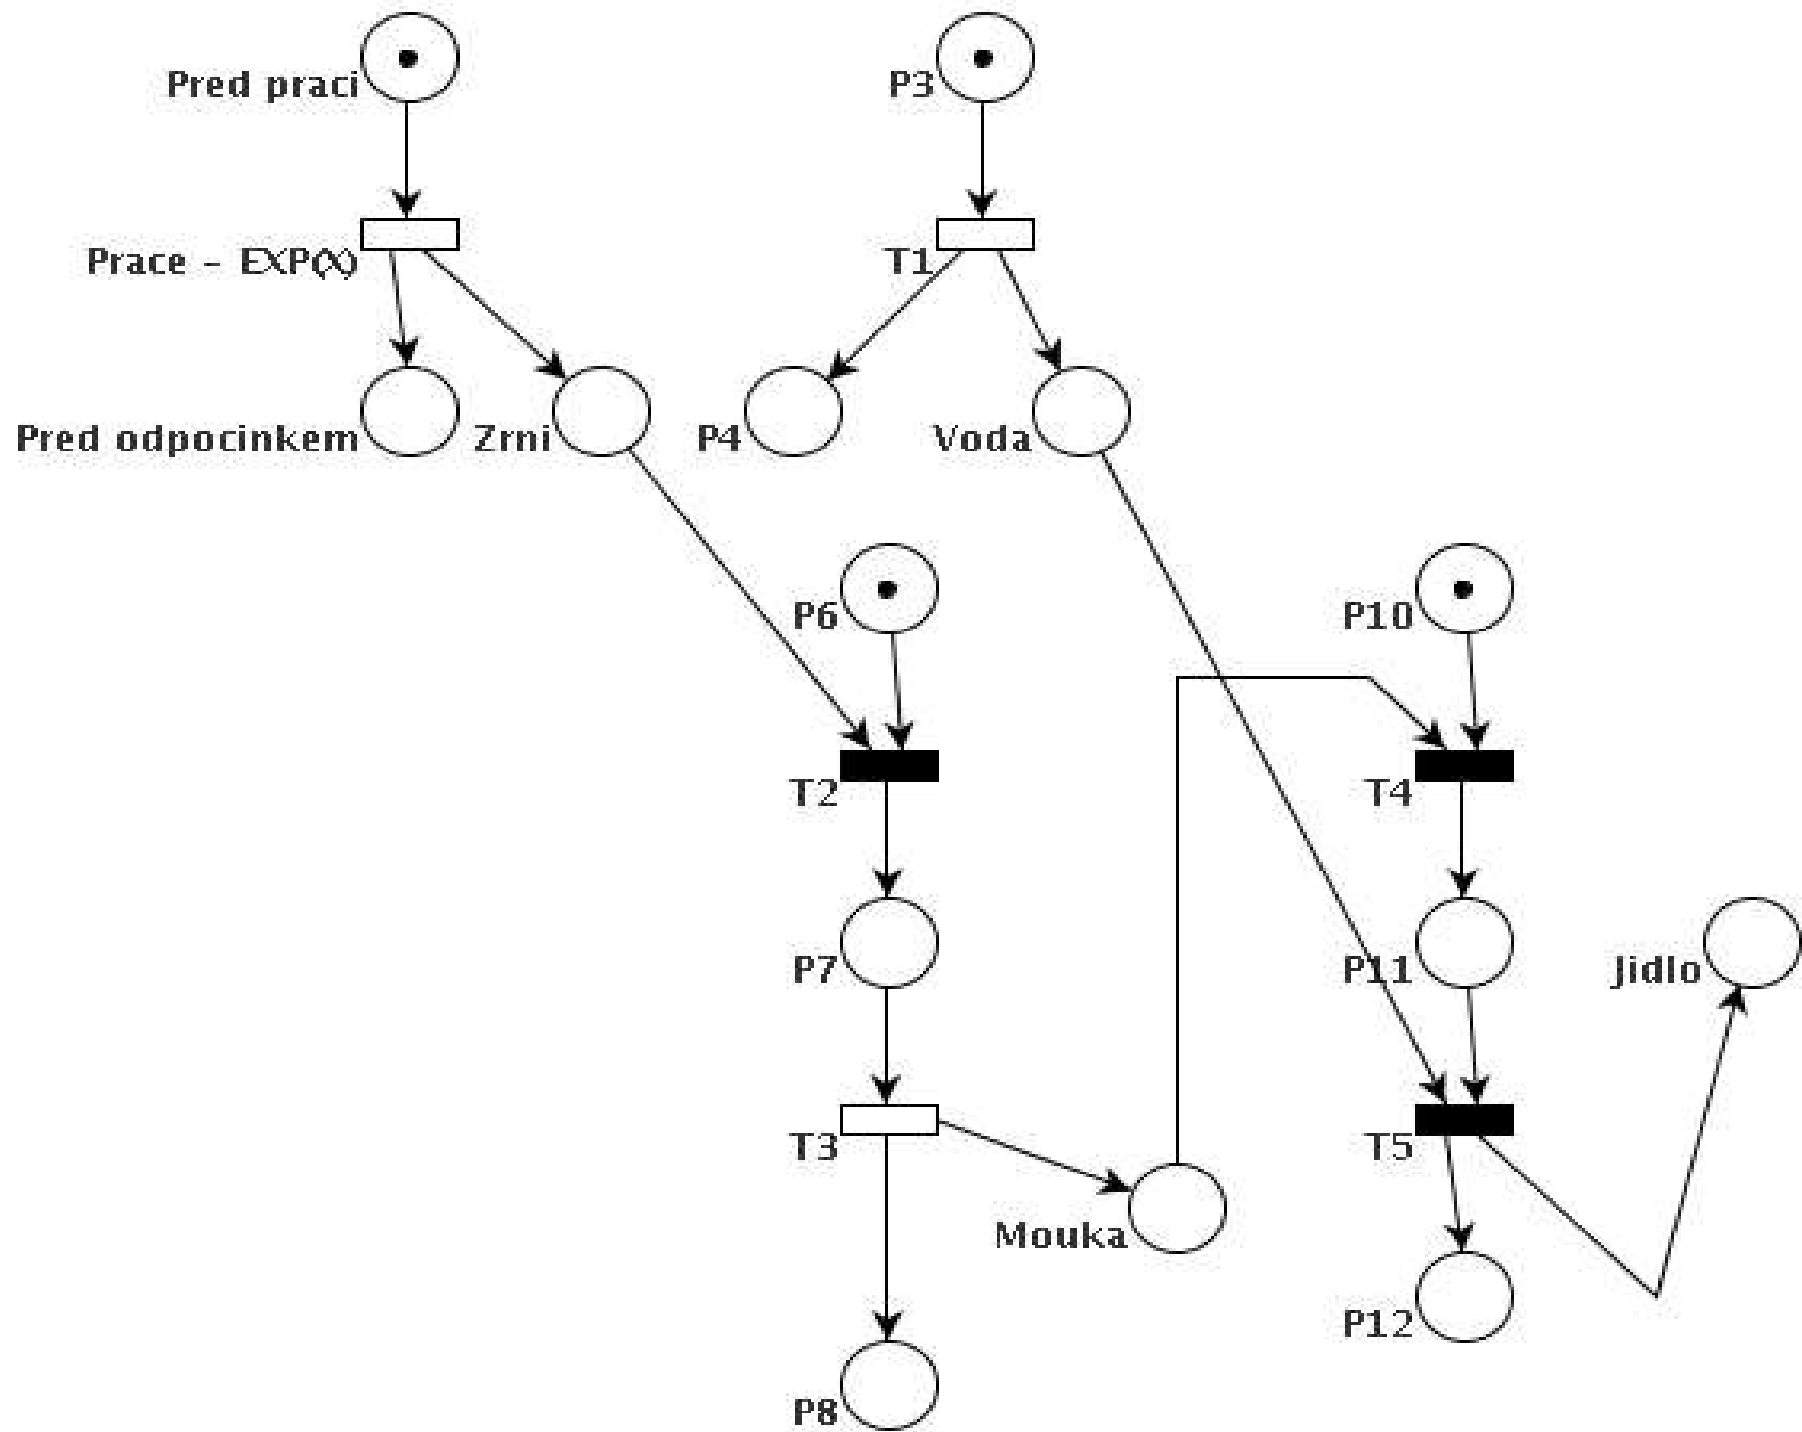 Pred praci
P3
Prace - EXP(X)
T1
Pred odpocinkem
Zrni
P4
Voda
P6
P10
T2
T4
P7
P11
Jidlo
T3
T5
Mouka
P12
P8